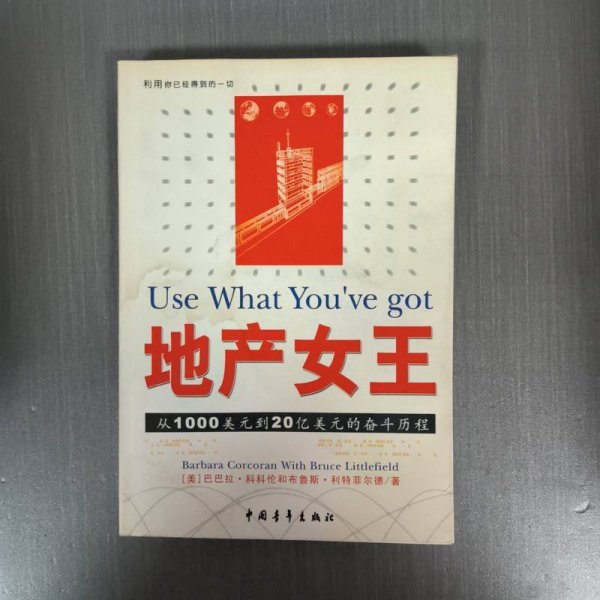 利用你已经得到的一切
Use What You've got
地产女王
从1000美元到20亿美元的奋斗历程
Barbara Corcoran With Bruce Littlefield
[美]巴巴拉·科科伦和布鲁斯·利特菲尔德/著
中国青年出版社